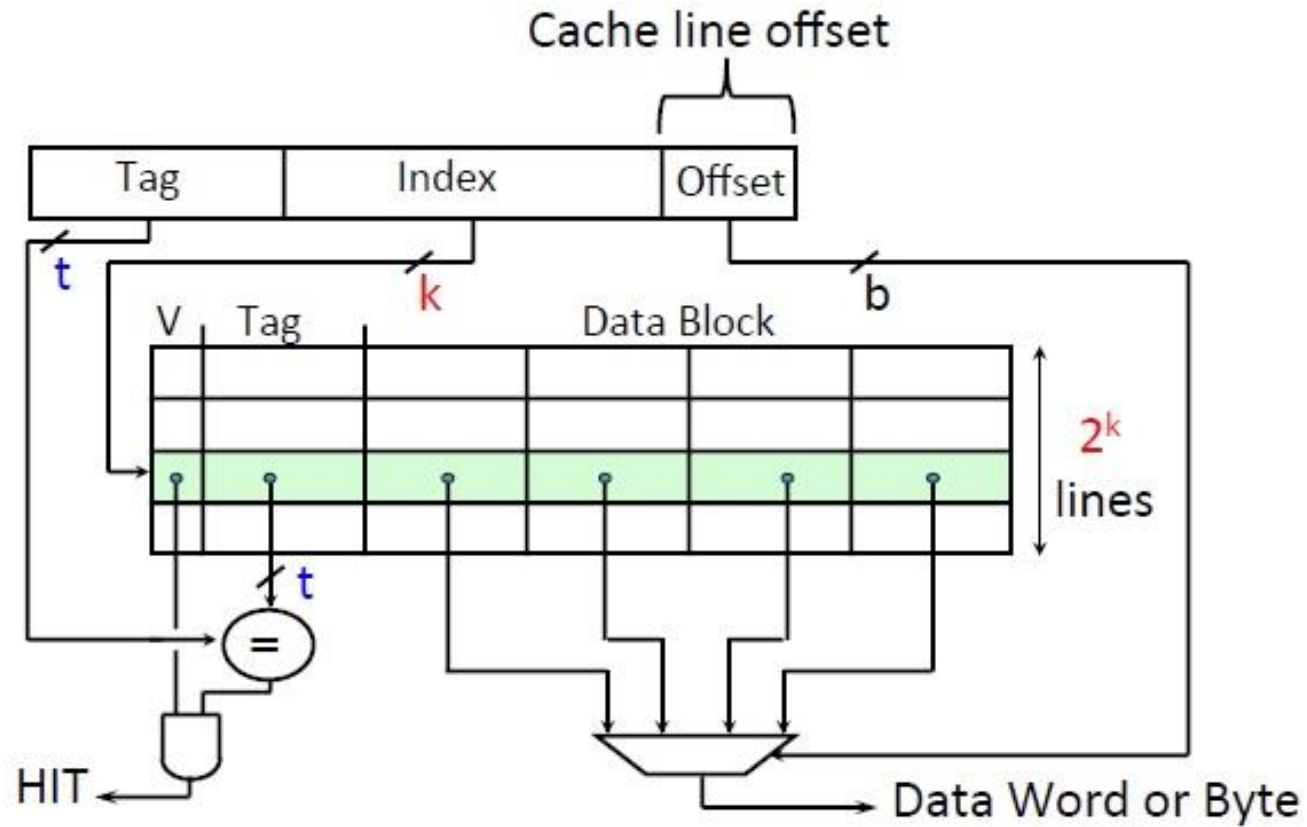 Cache line offset
Tag Index Offset
t
k
b
V Tag Data Block
2ᵏ
lines
t
=
HIT
Data Word or Byte